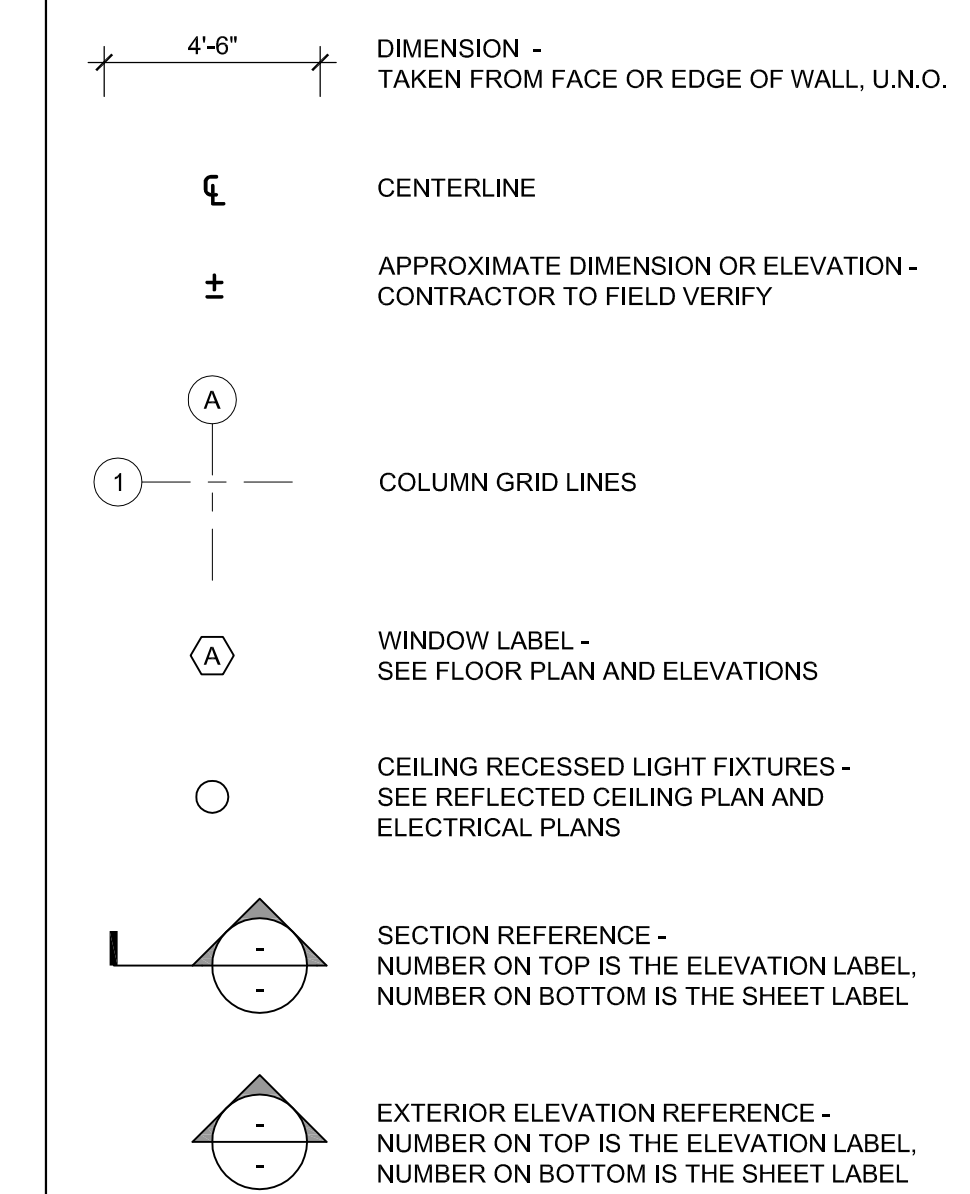 4'-6"
DIMENSION -
TAKEN FROM FACE OR EDGE OF WALL, U.N.O.
℄
CENTERLINE
±
APPROXIMATE DIMENSION OR ELEVATION -
CONTRACTOR TO FIELD VERIFY
A
1
COLUMN GRID LINES
A
WINDOW LABEL -
SEE FLOOR PLAN AND ELEVATIONS
CEILING RECESSED LIGHT FIXTURES -
SEE REFLECTED CEILING PLAN AND
ELECTRICAL PLANS
-
-
SECTION REFERENCE -
NUMBER ON TOP IS THE ELEVATION LABEL,
NUMBER ON BOTTOM IS THE SHEET LABEL
-
-
EXTERIOR ELEVATION REFERENCE -
NUMBER ON TOP IS THE ELEVATION LABEL,
NUMBER ON BOTTOM IS THE SHEET LABEL